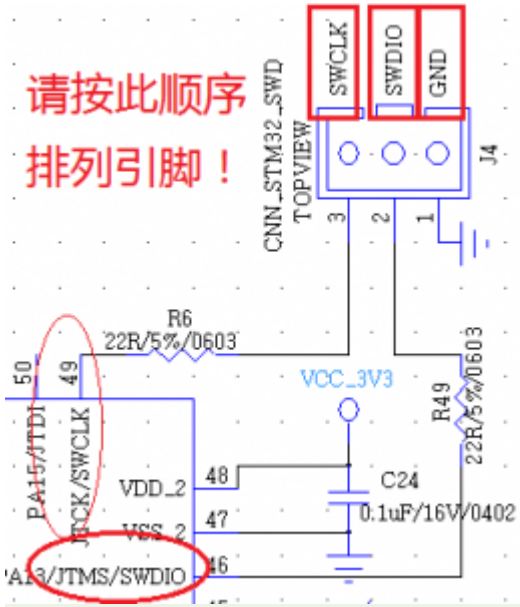 SWCLK
SWDIO
GND
请按此顺序
排列引脚！
CNN_STM32_SWD
TOPVIEW
J4
3
2
1
R6
22R/5%/0603
50
49
PA15/JTDI
JTCK/SWCLK
VCC_3V3
R49
22R/5%/0603
VDD_2
48
C24
0.1uF/16V/0402
VSS_2
47
PA13/JTMS/SWDIO
46